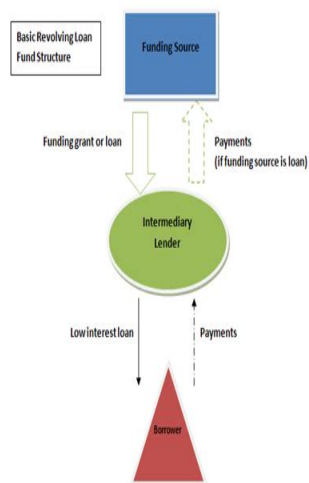 Basic Revolving Loan
Fund Structure
Funding Source
Funding grant or loan
Payments
(if funding source is loan)
Intermediary
Lender
Low interest loan
Payments
Borrower